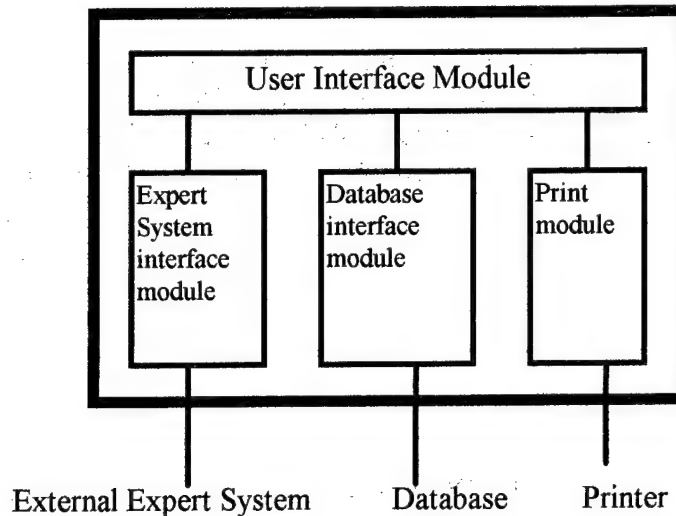 User Interface Module
Expert
System
interface
module
Database
interface
module
Print
module
External Expert System
Database
Printer